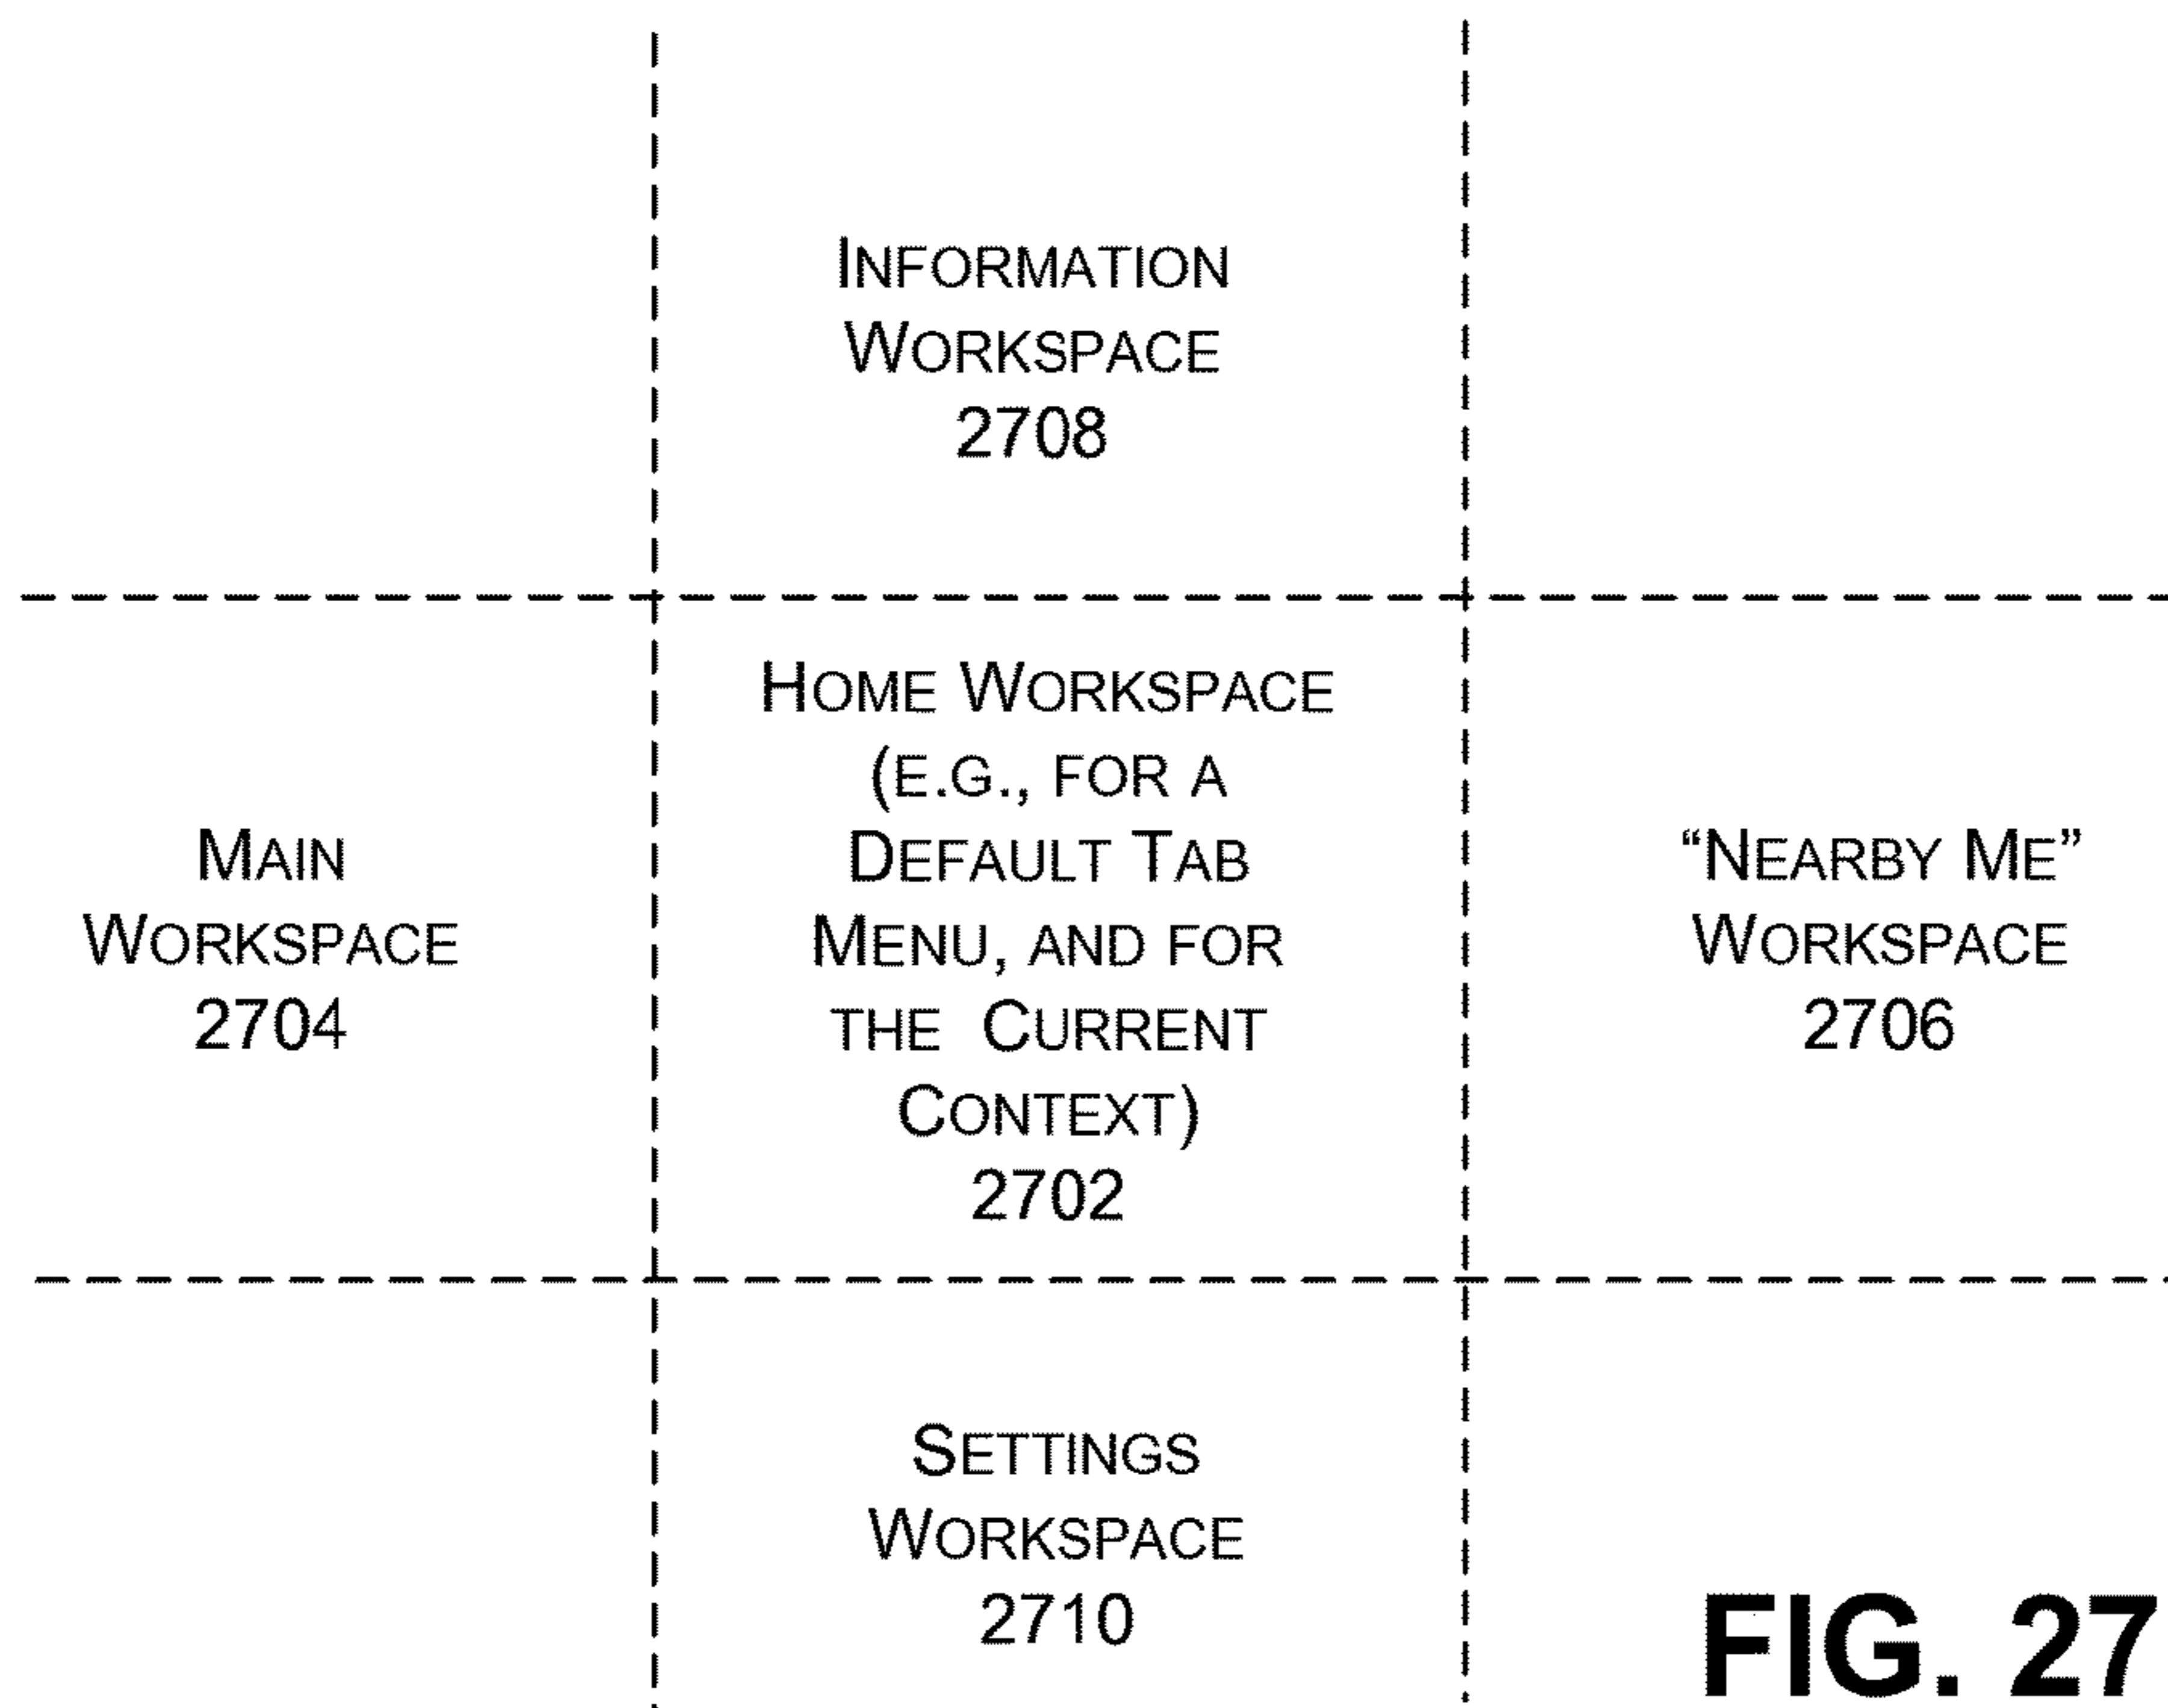 INFORMATION
WORKSPACE
2708
MAIN
WORKSPACE
2704
HOME WORKSPACE
(E.G., FOR A
DEFAULT TAB
MENU, AND FOR
THE CURRENT
CONTEXT)
2702
“NEARBY ME”
WORKSPACE
2706
SETTINGS
WORKSPACE
2710
FIG. 27